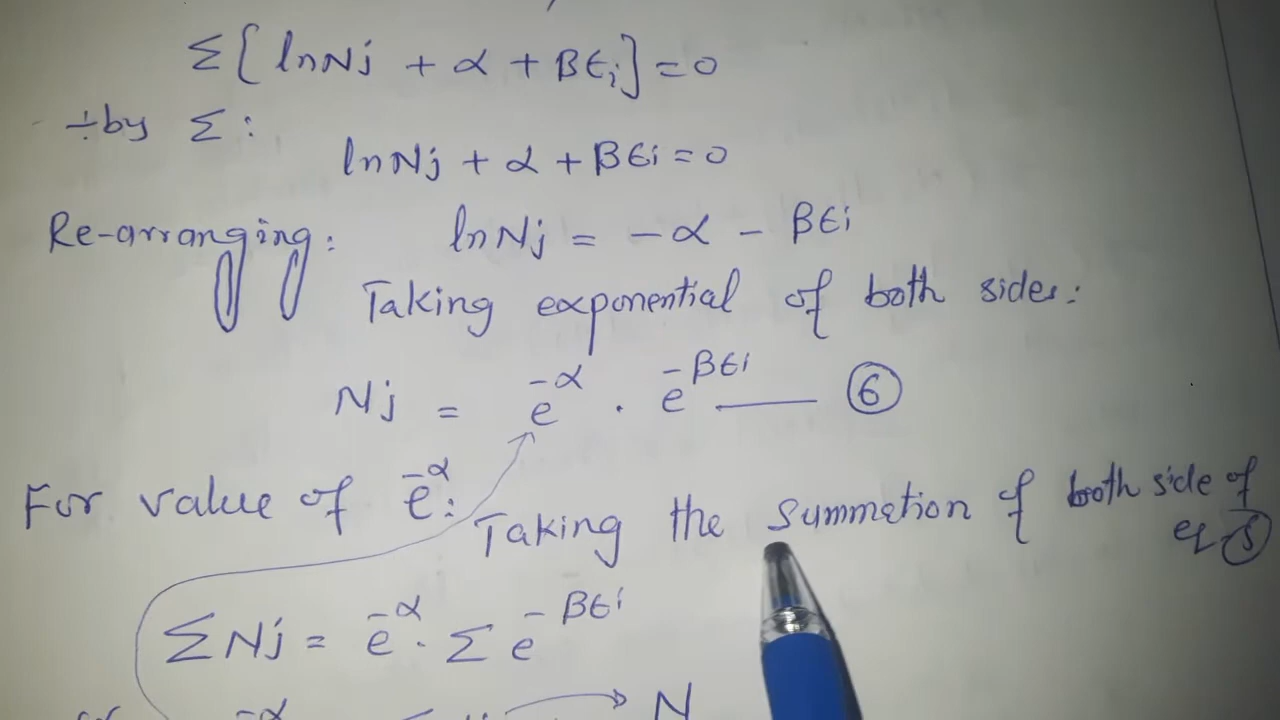 Σ[lnNj + α + βϵi] = 0
÷by Σ:
lnNj + α + βϵi = 0
Re-arranging: lnNj = -α - βϵi
Taking exponential of both sides:
Nj = e^-α . e^-βϵi —— ⑥
For value of e^-α: Taking the summation of both side of
eq ⑤
ΣNj = e^-α . Σ e^-βϵi
-α → N